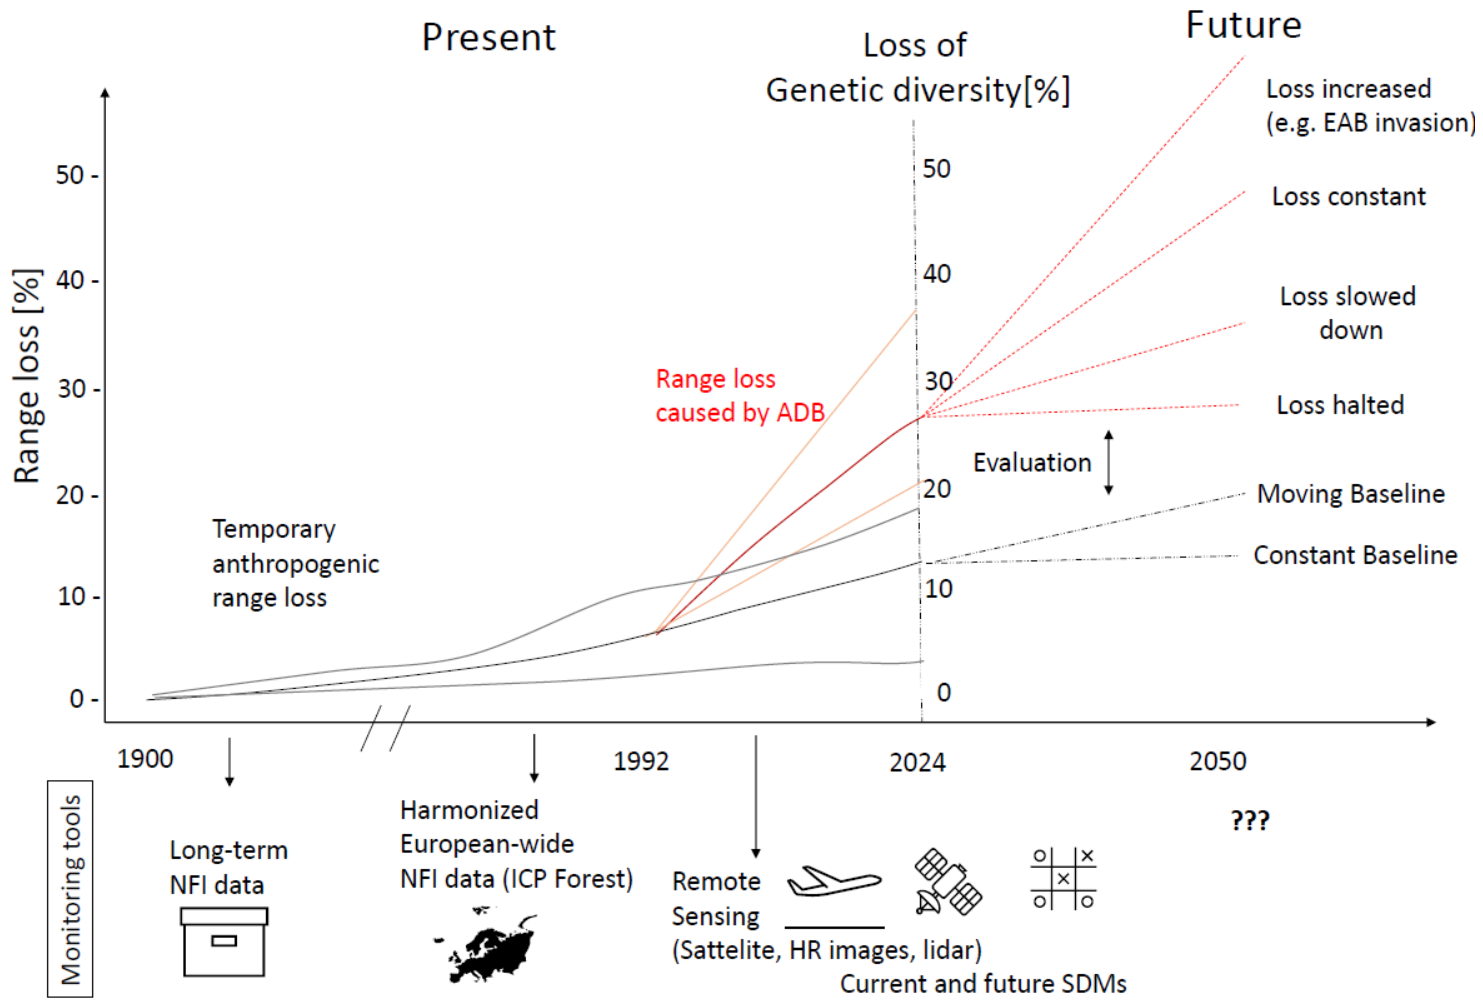 Present
Loss of
Genetic diversity[%]
Future
Range loss [%]
50 -
40 -
30 -
20 -
10 -
0 -
50
40
30
20
10
0
Loss increased
(e.g. EAB invasion)
Loss constant
Loss slowed
down
Loss halted
Evaluation
Moving Baseline
Constant Baseline
Range loss
caused by ADB
Temporary
anthropogenic
range loss
1900
1992
2024
2050
Monitoring tools
Long-term
NFI data
Harmonized
European-wide
NFI data (ICP Forest)
Remote
Sensing
(Sattelite, HR images, lidar)
Current and future SDMs
???